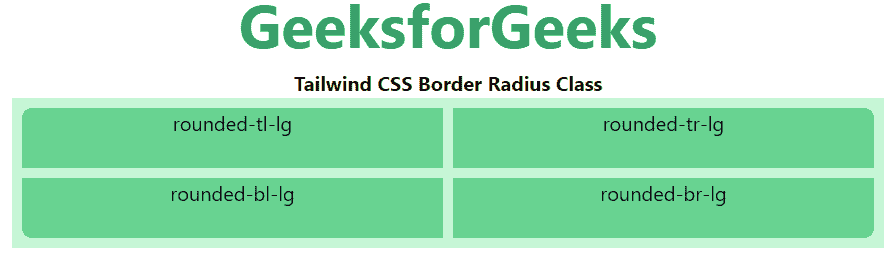 GeeksforGeeks
Tailwind CSS Border Radius Class
rounded-tl-lg rounded-tr-lg
rounded-bl-lg rounded-br-lg